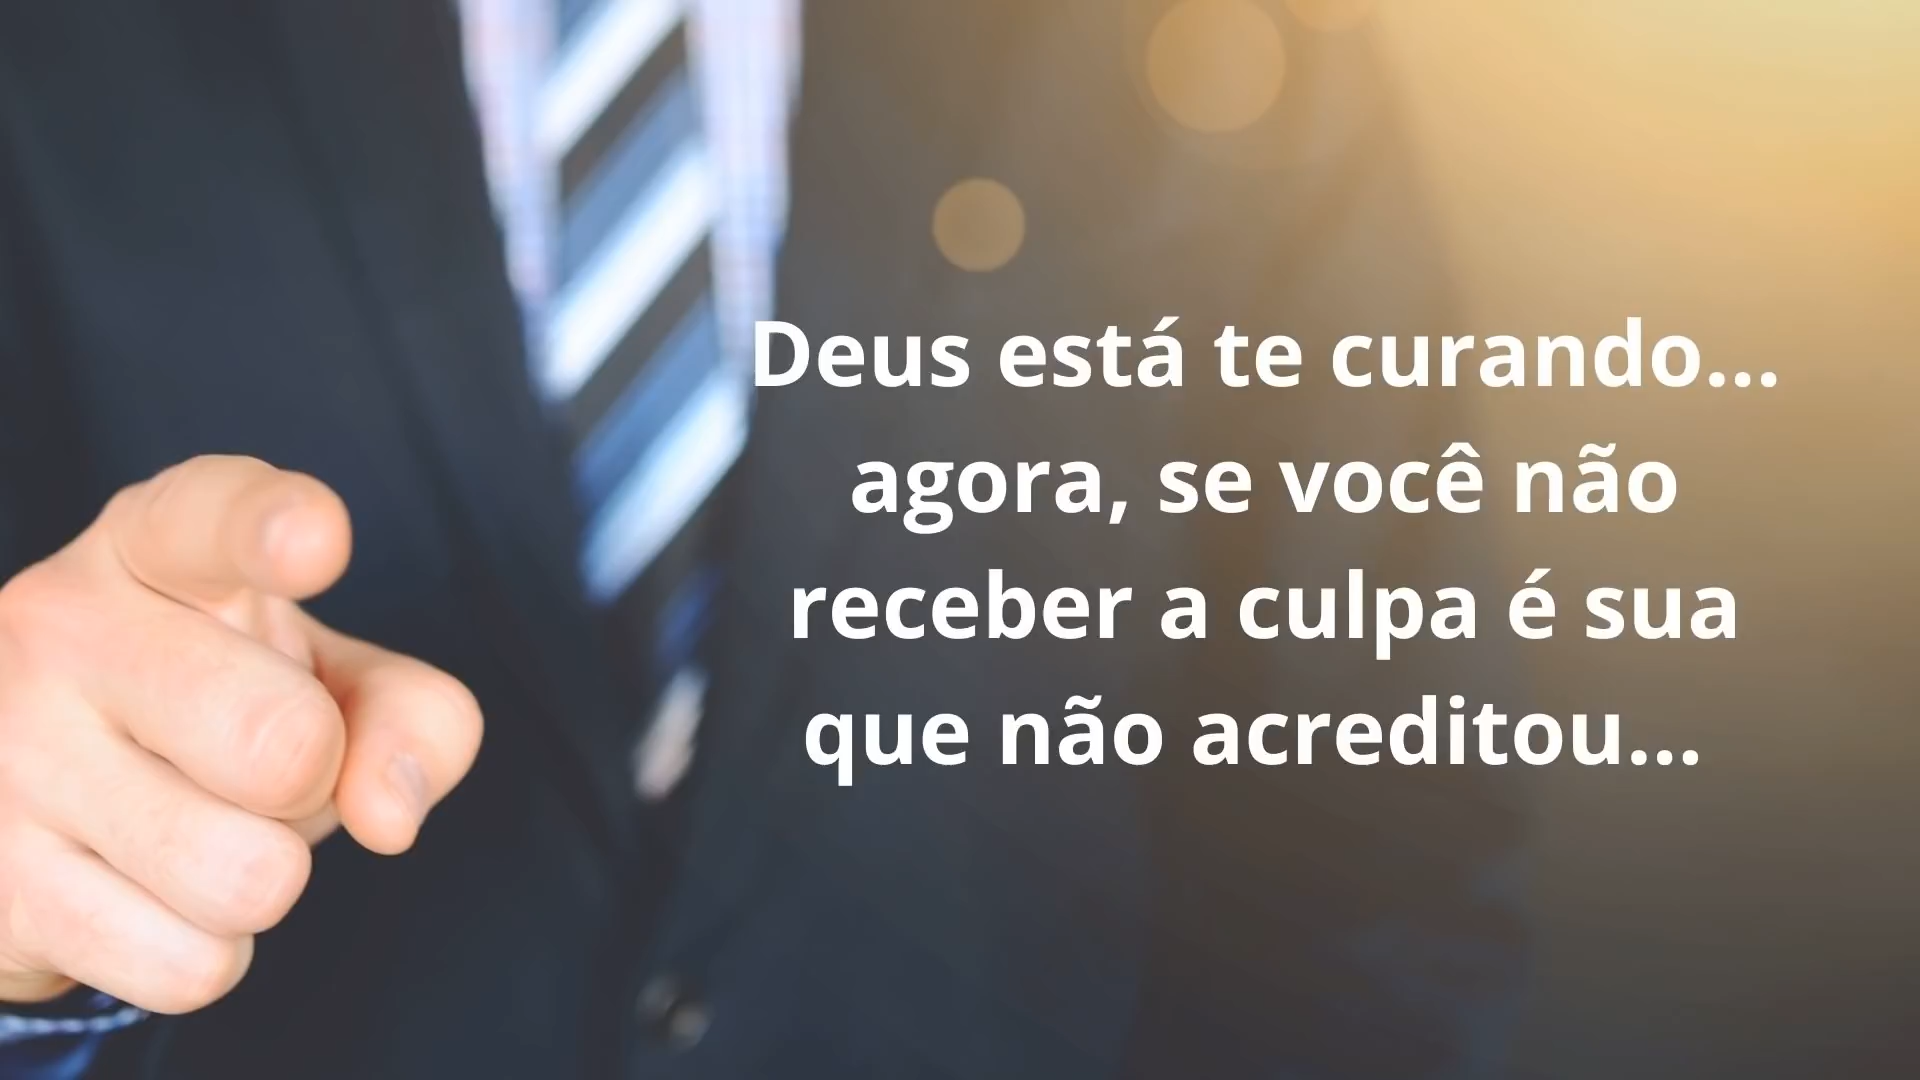 Deus está te curando...
agora, se você não
receber a culpa é sua
que não acreditou...